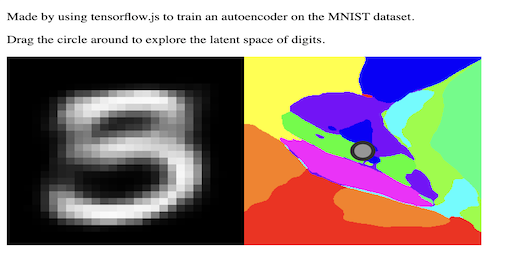 Made by using tensorflow.js to train an autoencoder on the MNIST dataset.
Drag the circle around to explore the latent space of digits.